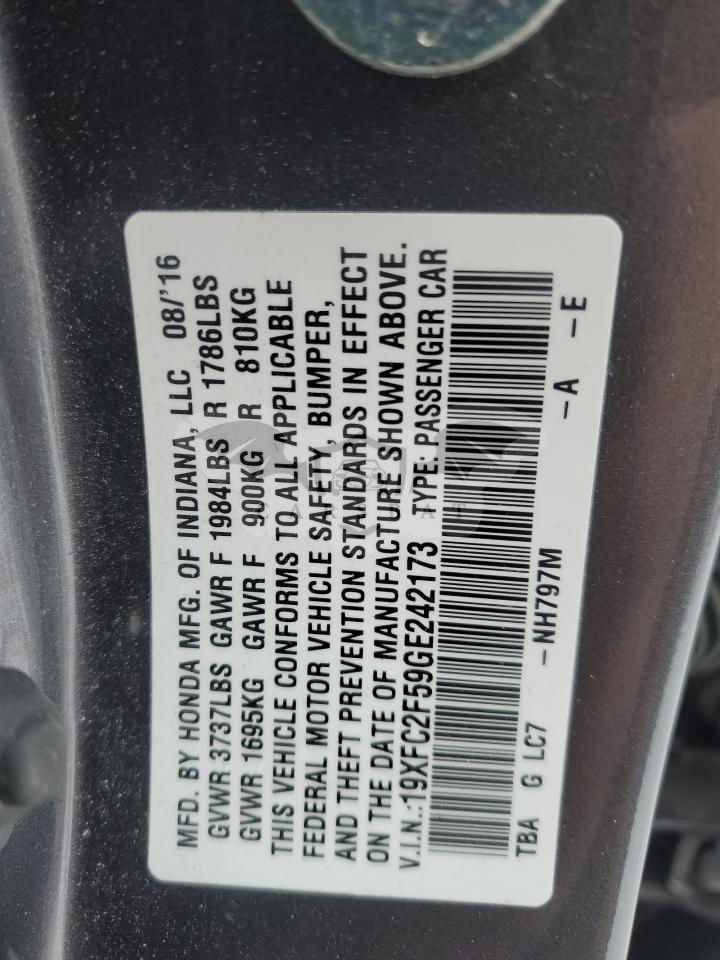 MFD. BY HONDA MFG. OF INDIANA, LLC 08/'16
GVWR 3737LBS GAWR F 1984LBS R 1786LBS
GVWR 1695KG GAWR F 900KG R 810KG
THIS VEHICLE CONFORMS TO ALL APPLICABLE
FEDERAL MOTOR VEHICLE SAFETY, BUMPER,
AND THEFT PREVENTION STANDARDS IN EFFECT
ON THE DATE OF MANUFACTURE SHOWN ABOVE.
V.I.N.:19XFC2F59GE242173 TYPE: PASSENGER CAR
TBA G LC7 -NH797M -A -E